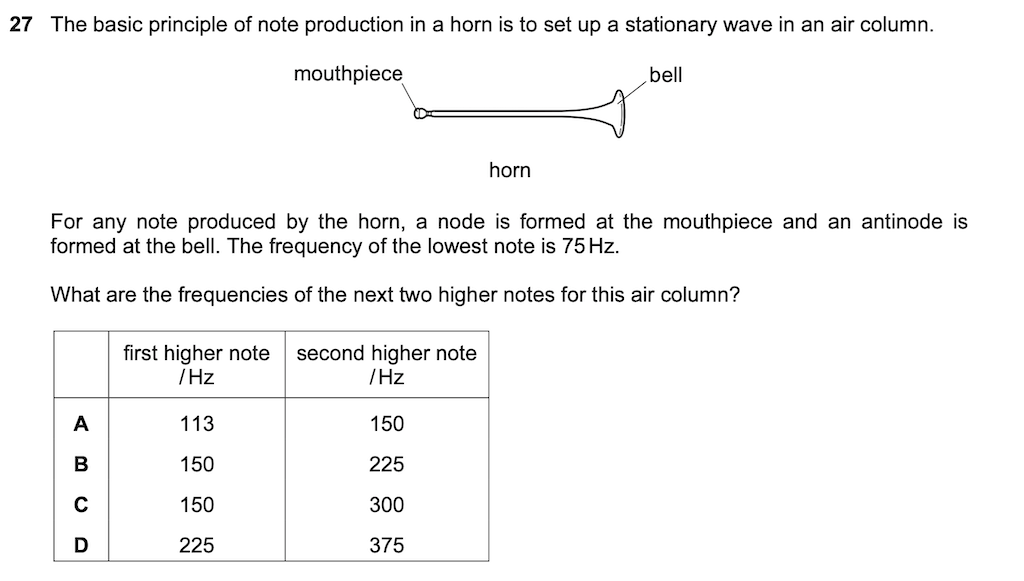 27 The basic principle of note production in a horn is to set up a stationary wave in an air column.
mouthpiece
bell
horn
For any note produced by the horn, a node is formed at the mouthpiece and an antinode is
formed at the bell. The frequency of the lowest note is 75 Hz.
What are the frequencies of the next two higher notes for this air column?
first higher note second higher note
/ Hz / Hz
A 113 150
B 150 225
C 150 300
D 225 375